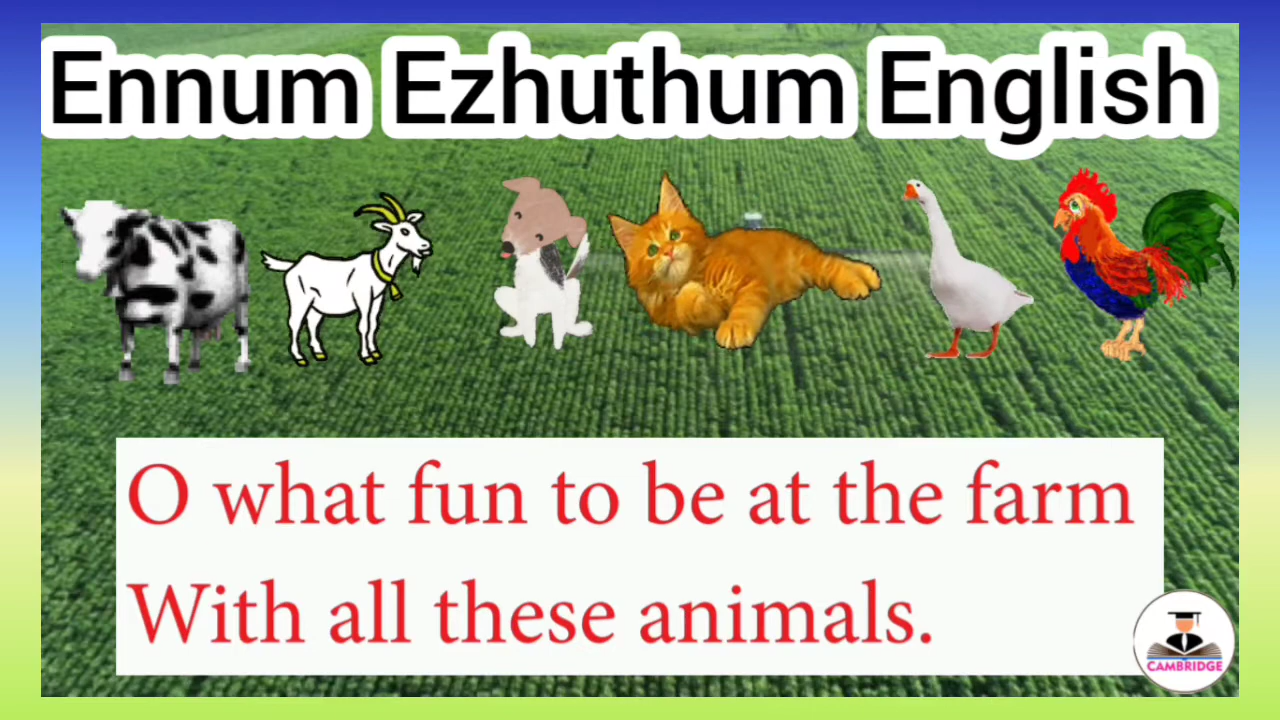 Ennum Ezhuthum English
O what fun to be at the farm
With all these animals.
CAMBRIDGE